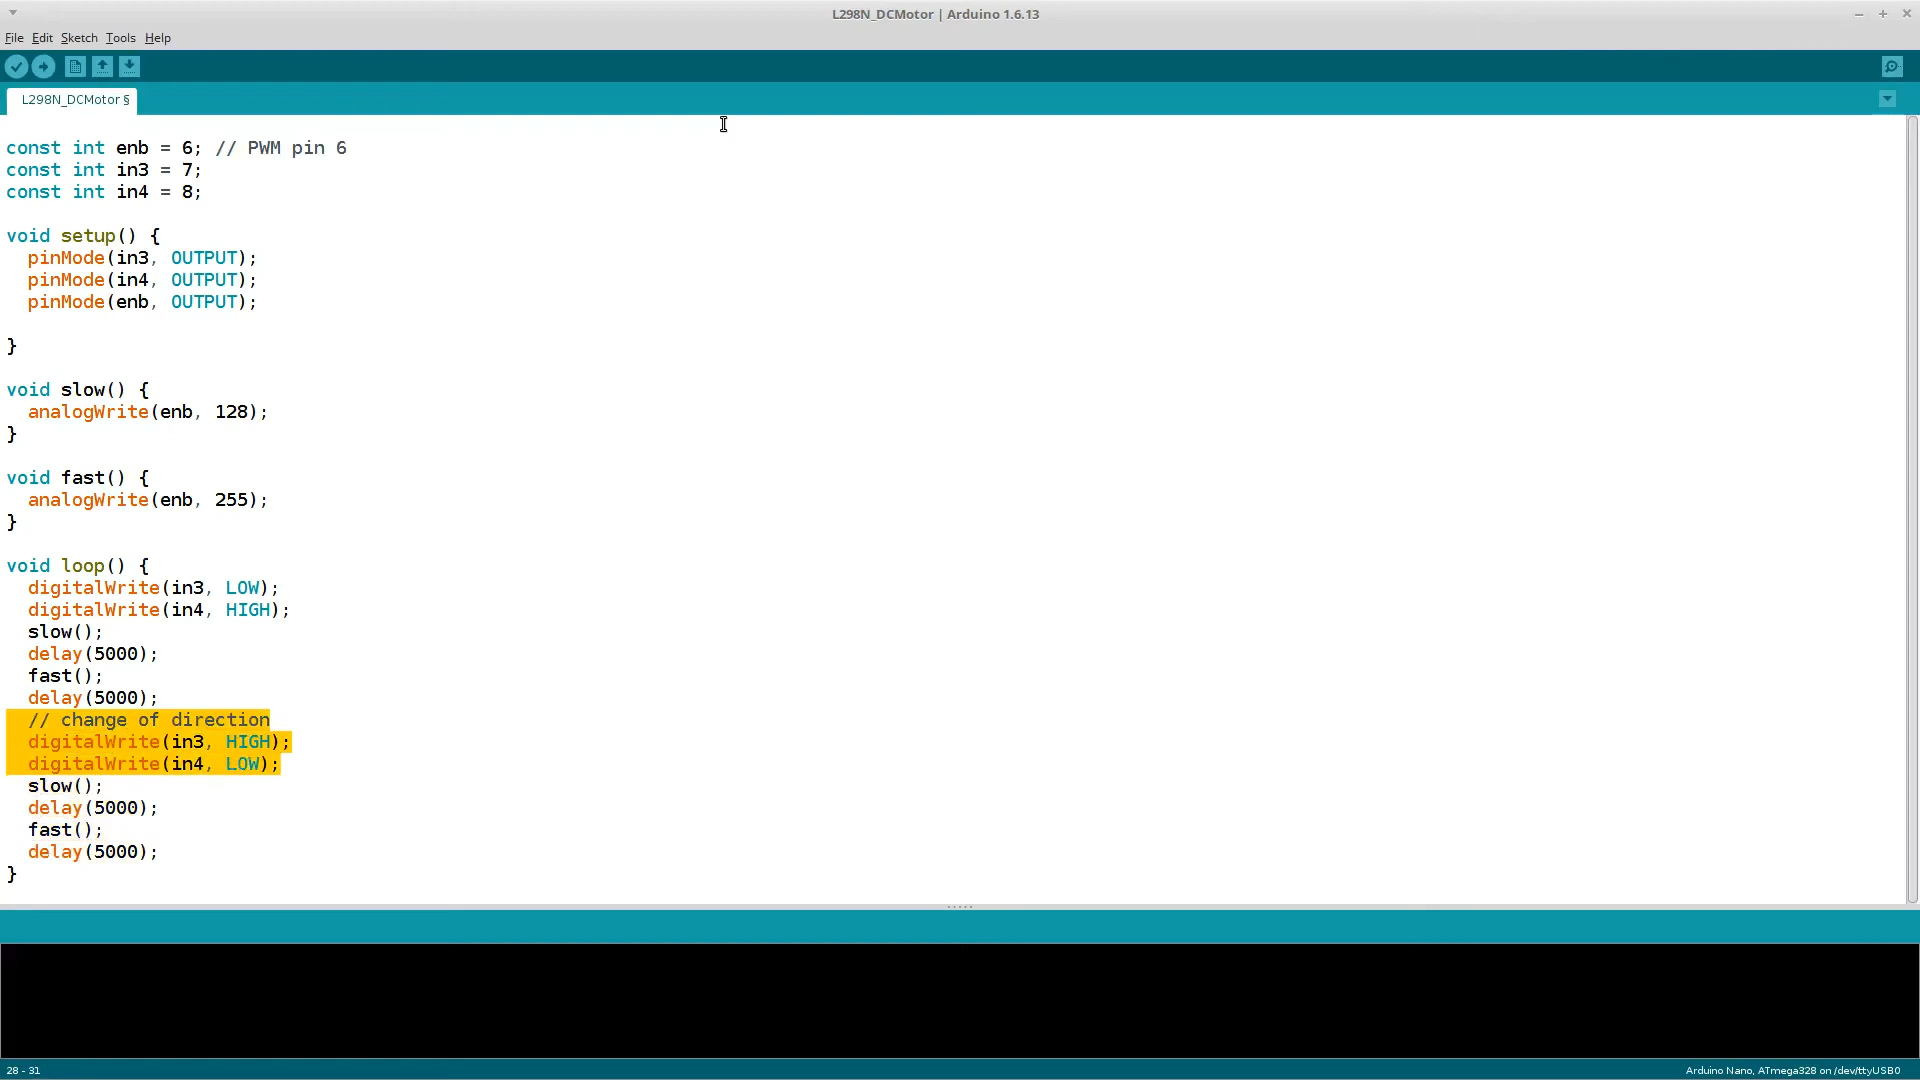 L298N_DCMotor | Arduino 1.6.13
File Edit Sketch Tools Help
L298N_DCMotor §
const int enb = 6; // PWM pin 6
const int in3 = 7;
const int in4 = 8;
void setup() {
  pinMode(in3, OUTPUT);
  pinMode(in4, OUTPUT);
  pinMode(enb, OUTPUT);
}
void slow() {
  analogWrite(enb, 128);
}
void fast() {
  analogWrite(enb, 255);
}
void loop() {
  digitalWrite(in3, LOW);
  digitalWrite(in4, HIGH);
  slow();
  delay(5000);
  fast();
  delay(5000);
  // change of direction
  digitalWrite(in3, HIGH);
  digitalWrite(in4, LOW);
  slow();
  delay(5000);
  fast();
  delay(5000);
}
28 - 31
Arduino Nano, ATmega328 on /dev/ttyUSB0